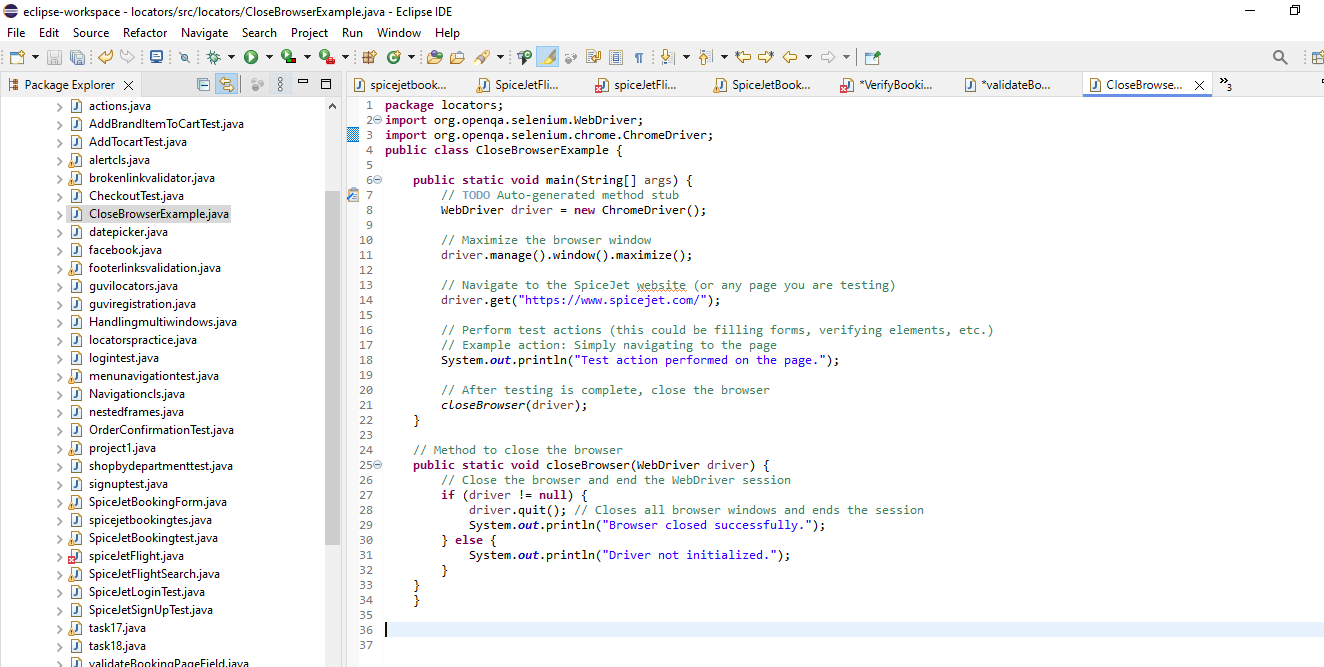 eclipse-workspace - locators/src/locators/CloseBrowserExample.java - Eclipse IDE
File Edit Source Refactor Navigate Search Project Run Window Help
Package Explorer
spicejetbook...
SpiceJetFli...
spiceJetFli...
SpiceJetBook...
*VerifyBooki...
*validateBo...
CloseBrowse...
3
actions.java
AddBrandItemToCartTest.java
AddTocartTest.java
alertcls.java
brokenlinkvalidator.java
CheckoutTest.java
CloseBrowserExample.java
datepicker.java
facebook.java
footerlinksvalidation.java
guvilocators.java
guviregistration.java
Handlingmultiwindows.java
locatorspractice.java
logintest.java
menunavigationtest.java
Navigationcls.java
nestedframes.java
OrderConfirmationTest.java
project1.java
shopbydepartmenttest.java
signuptest.java
SpiceJetBookingForm.java
spicejetbookingtes.java
SpiceJetBookingtest.java
spiceJetFlight.java
SpiceJetFlightSearch.java
SpiceJetLoginTest.java
SpiceJetSignUpTest.java
task17.java
task18.java
validateBookingPageField.java
1 package locators;
2 import org.openqa.selenium.WebDriver;
3 import org.openqa.selenium.chrome.ChromeDriver;
4 public class CloseBrowserExample {
5
6 public static void main(String[] args) {
7 // TODO Auto-generated method stub
8 WebDriver driver = new ChromeDriver();
9
10 // Maximize the browser window
11 driver.manage().window().maximize();
12
13 // Navigate to the SpiceJet website (or any page you are testing)
14 driver.get("https://www.spicejet.com/");
15
16 // Perform test actions (this could be filling forms, verifying elements, etc.)
17 // Example action: Simply navigating to the page
18 System.out.println("Test action performed on the page.");
19
20 // After testing is complete, close the browser
21 closeBrowser(driver);
22 }
23
24 // Method to close the browser
25 public static void closeBrowser(WebDriver driver) {
26 // Close the browser and end the WebDriver session
27 if (driver != null) {
28 driver.quit(); // Closes all browser windows and ends the session
29 System.out.println("Browser closed successfully.");
30 } else {
31 System.out.println("Driver not initialized.");
32 }
33 }
34 }
35
36
37